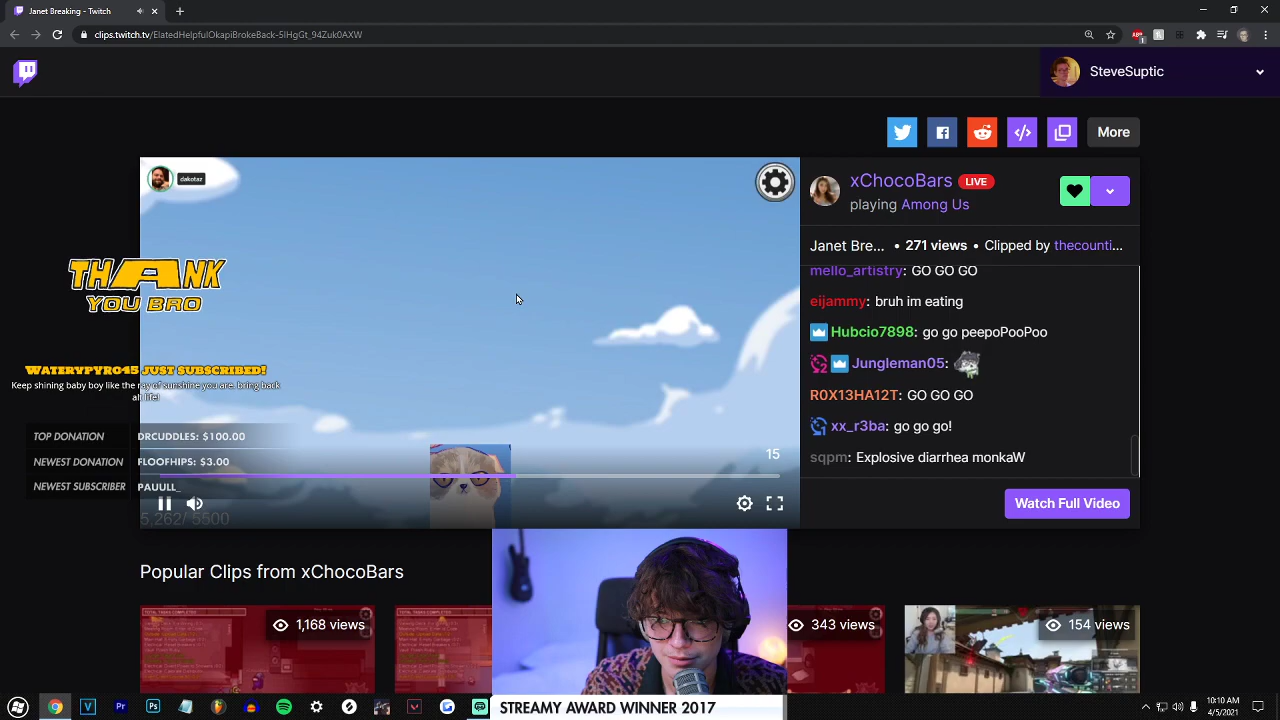 Janet Breaking - Twitch
clips.twitch.tv/ElatedHelpfulOkapiBrokeBack-5IHgGt_94Zuk0AXW
SteveSuptic
More
dakotaz
xChocoBars LIVE
playing Among Us
Janet Bre... • 271 views • Clipped by thecounti...
mello_artistry: GO GO GO
eijammy: bruh im eating
Hubcio7898: go go peepoPooPoo
Jungleman05:
R0X13HA12T: GO GO GO
xx_r3ba: go go go!
sqpm: Explosive diarrhea monkaW
Watch Full Video
THANK
YOU BRO
WATERVPYRO45 JUST SUBSCRIBED!
Keep shining baby boy like the ray of sunshine you are, bring back
all life!
TOP DONATION DRCUDDLES: $100.00
NEWEST DONATION FLOOFHIPS: $3.00
NEWEST SUBSCRIBER PAUULL_
15
5,262/ 5500
Popular Clips from xChocoBars
1,168 views
343 views
154 views
STREAMY AWARD WINNER 2017
10:10 AM
4/5/2021